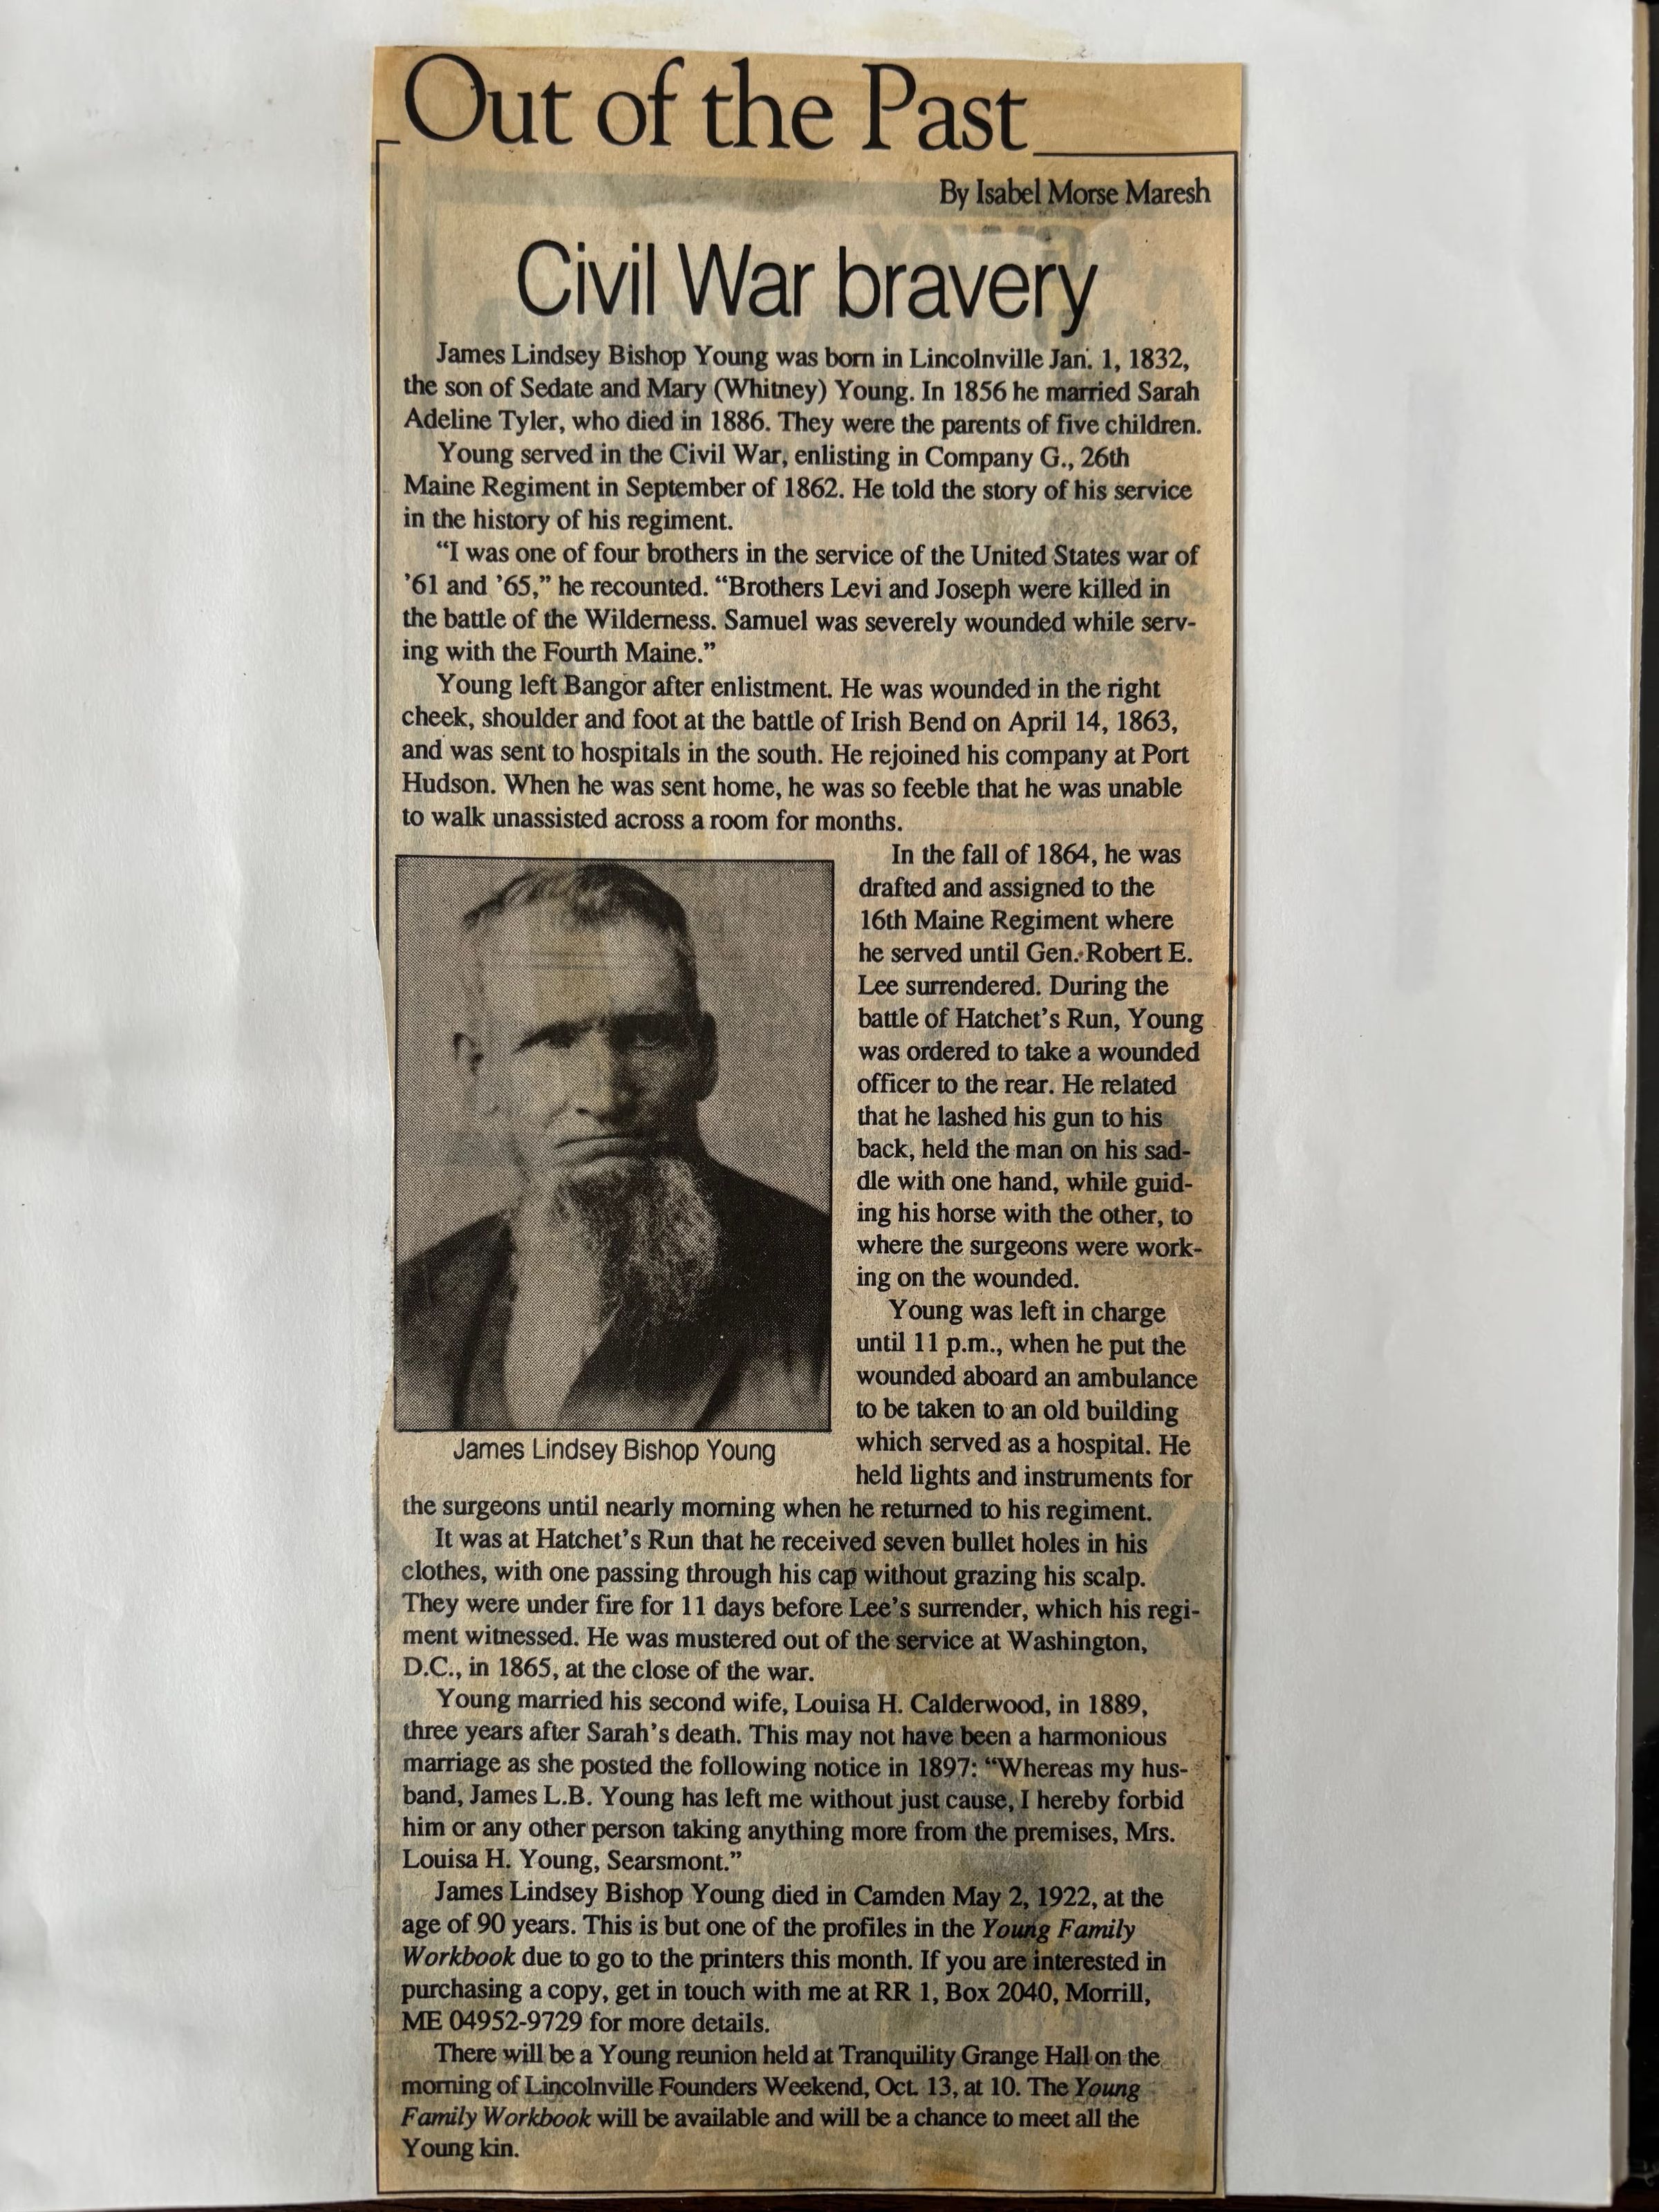 Out of the Past
By Isabel Morse Maresh
Civil War bravery
James Lindsey Bishop Young was born in Lincolnville Jan. 1, 1832,
the son of Sedate and Mary (Whitney) Young. In 1856 he married Sarah
Adeline Tyler, who died in 1886. They were the parents of five children.
Young served in the Civil War, enlisting in Company G., 26th
Maine Regiment in September of 1862. He told the story of his service
in the history of his regiment.
“I was one of four brothers in the service of the United States war of
’61 and ’65,” he recounted. “Brothers Levi and Joseph were killed in
the battle of the Wilderness. Samuel was severely wounded while serv-
ing with the Fourth Maine.”
Young left Bangor after enlistment. He was wounded in the right
cheek, shoulder and foot at the battle of Irish Bend on April 14, 1863,
and was sent to hospitals in the south. He rejoined his company at Port
Hudson. When he was sent home, he was so feeble that he was unable
to walk unassisted across a room for months.
In the fall of 1864, he was
drafted and assigned to the
16th Maine Regiment where
he served until Gen. Robert E.
Lee surrendered. During the
battle of Hatchet’s Run, Young
was ordered to take a wounded
officer to the rear. He related
that he lashed his gun to his
back, held the man on his sad-
dle with one hand, while guid-
ing his horse with the other, to
where the surgeons were work-
ing on the wounded.
Young was left in charge
until 11 p.m., when he put the
wounded aboard an ambulance
to be taken to an old building
which served as a hospital. He
held lights and instruments for
James Lindsey Bishop Young
the surgeons until nearly morning when he returned to his regiment.
It was at Hatchet’s Run that he received seven bullet holes in his
clothes, with one passing through his cap without grazing his scalp.
They were under fire for 11 days before Lee’s surrender, which his regi-
ment witnessed. He was mustered out of the service at Washington,
D.C., in 1865, at the close of the war.
Young married his second wife, Louisa H. Calderwood, in 1889,
three years after Sarah’s death. This may not have been a harmonious
marriage as she posted the following notice in 1897: “Whereas my hus-
band, James L.B. Young has left me without just cause, I hereby forbid
him or any other person taking anything more from the premises, Mrs.
Louisa H. Young, Searsmont.”
James Lindsey Bishop Young died in Camden May 2, 1922, at the
age of 90 years. This is but one of the profiles in the Young Family
Workbook due to go to the printers this month. If you are interested in
purchasing a copy, get in touch with me at RR 1, Box 2040, Morrill,
ME 04952-9729 for more details.
There will be a Young reunion held at Tranquility Grange Hall on the
morning of Lincolnville Founders Weekend, Oct. 13, at 10. The Young
Family Workbook will be available and will be a chance to meet all the
Young kin.